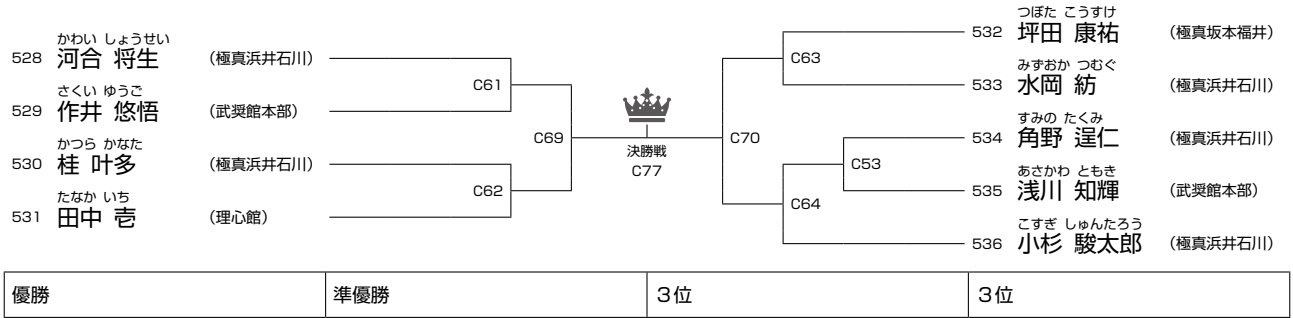 かわい しょうせい
528 河合 将生 （極真浜井石川）
さくい ゆうご
529 作井 悠悟 （武奨館本部）
かつら かなた
530 桂 叶多 （極真浜井石川）
たなか いち
531 田中 壱 （理心館）
C61
C62
C69
決勝戦
C77
C70
C63
C53
C64
つぼた こうすけ
532 坪田 康祐 （極真坂本福井）
みずおか つむぐ
533 水岡 紡 （極真浜井石川）
すみの たくみ
534 角野 逞仁 （極真浜井石川）
あさかわ ともき
535 浅川 知輝 （武奨館本部）
こすぎ しゅんたろう
536 小杉 駿太郎 （極真浜井石川）
優勝 準優勝 3位 3位